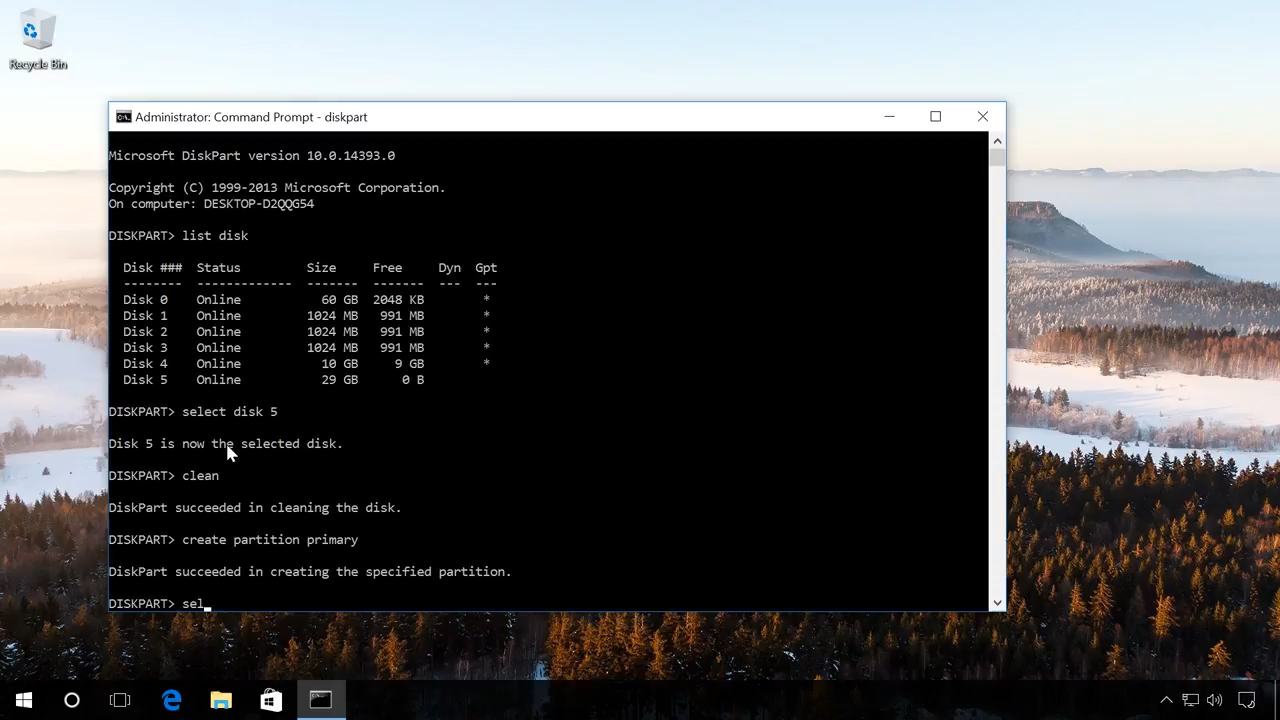 Recycle Bin
Administrator: Command Prompt - diskpart
Microsoft DiskPart version 10.0.14393.0
Copyright (C) 1999-2013 Microsoft Corporation.
On computer: DESKTOP-D2QQG54
DISKPART> list disk
Disk ### Status Size Free Dyn Gpt
-------- ------------- ------- ------- --- ---
Disk 0 Online 60 GB 2048 KB *
Disk 1 Online 1024 MB 991 MB *
Disk 2 Online 1024 MB 991 MB *
Disk 3 Online 1024 MB 991 MB *
Disk 4 Online 10 GB 9 GB *
Disk 5 Online 29 GB 0 B
DISKPART> select disk 5
Disk 5 is now the selected disk.
DISKPART> clean
DiskPart succeeded in cleaning the disk.
DISKPART> create partition primary
DiskPart succeeded in creating the specified partition.
DISKPART> sel_